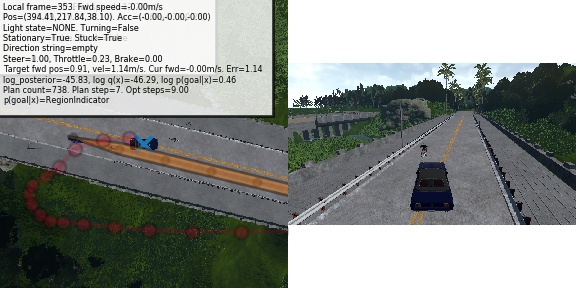 Local frame=353. Fwd speed=-0.00m/s
Pos=(394.41,217.84,38.10). Acc=(-0.00,-0.00,-0.00)
Light state=NONE. Turning=False
Stationary=True. Stuck=True
Direction string=empty
Steer=1.00, Throttle=0.23, Brake=0.00
Target fwd pos=0.91, vel=1.14m/s. Cur fwd=-0.00m/s. Err=1.14
log_posterior=-45.83, log q(x)=-46.29, log p(goal|x)=0.46
Plan count=738. Plan step=7. Opt steps=9.00
p(goal|x)=RegionIndicator